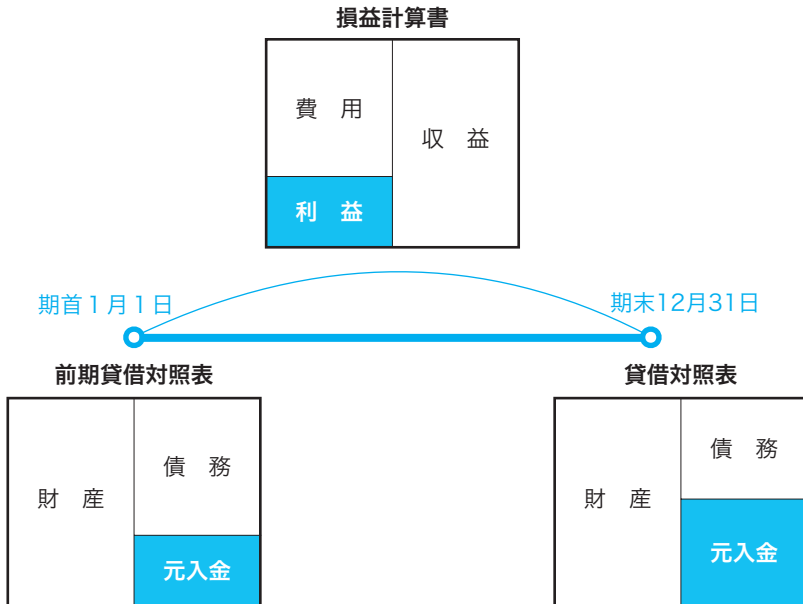 損益計算書
費　用
収　益
利　益
期首１月１日
期末12月31日
前期貸借対照表
貸借対照表
財　産
債　務
元入金
財　産
債　務
元入金